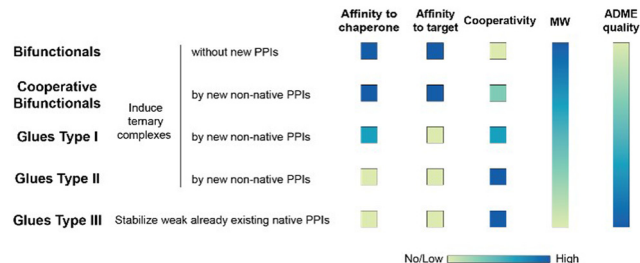 Affinity to
chaperone
Affinity
to target
Cooperativity
MW
ADME
quality
Bifunctionals
without new PPIs
Cooperative
Bifunctionals
by new non-native PPIs
Induce
ternary
complexes
Glues Type I
by new non-native PPIs
Glues Type II
by new non-native PPIs
Glues Type III
Stabilize weak already existing native PPIs
No/Low
High